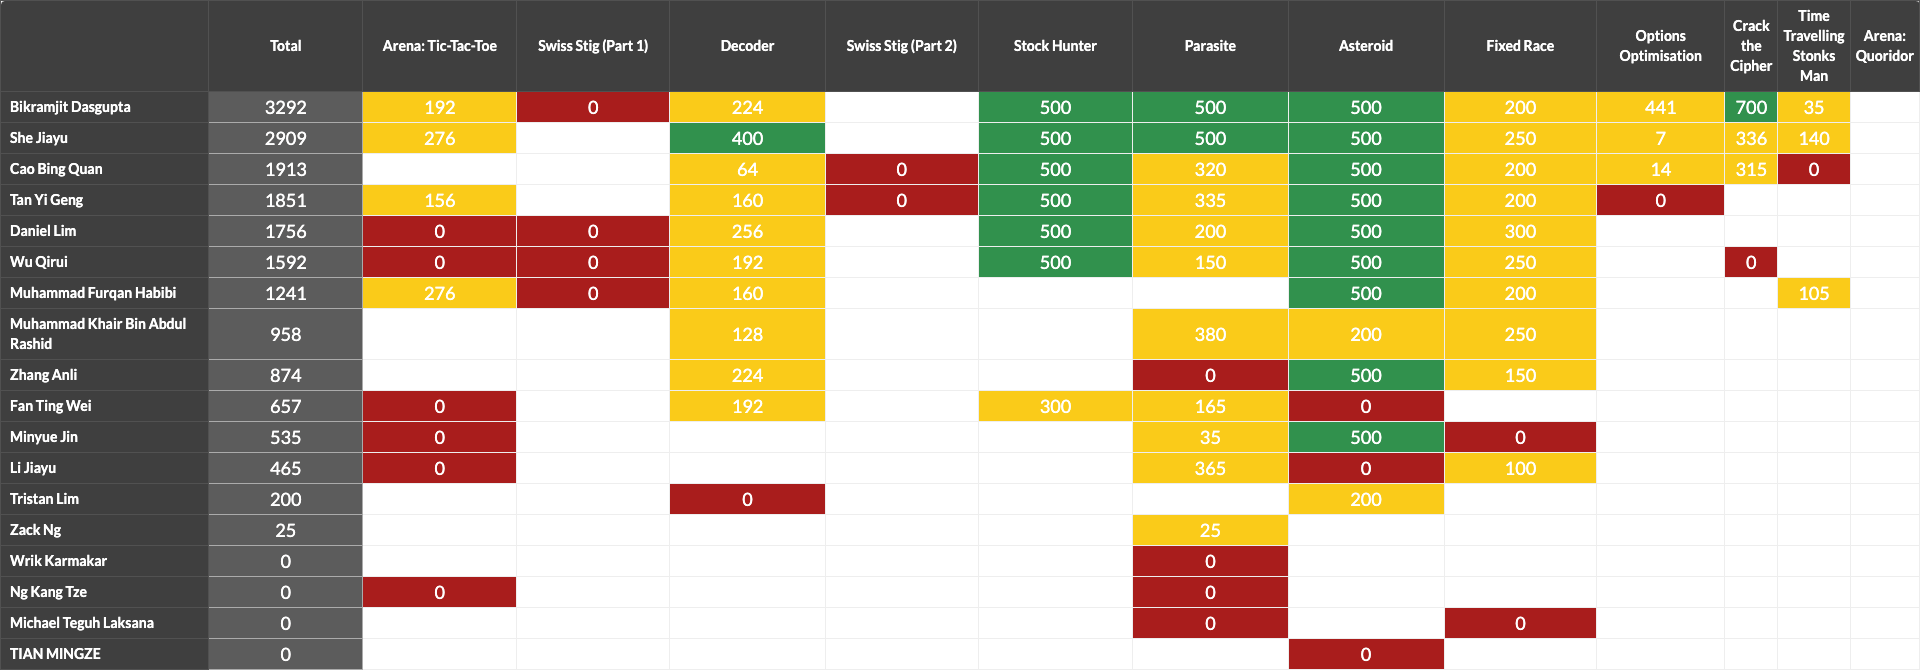 Total Arena: Tic-Tac-Toe Swiss Stig (Part 1) Decoder Swiss Stig (Part 2) Stock Hunter Parasite Asteroid Fixed Race Options Optimisation Crack the Cipher Time Travelling Stonks Man Arena: Quoridor
Bikramjit Dasgupta 3292 192 0 224 500 500 500 200 441 700 35
She Jiayu 2909 276 400 500 500 500 250 7 336 140
Cao Bing Quan 1913 64 0 500 320 500 200 14 315 0
Tan Yi Geng 1851 156 160 0 500 335 500 200 0
Daniel Lim 1756 0 0 256 500 200 500 300
Wu Qirui 1592 0 0 192 500 150 500 250 0
Muhammad Furqan Habibi 1241 276 0 160 500 200 105
Muhammad Khair Bin Abdul Rashid 958 128 380 200 250
Zhang Anli 874 224 0 500 150
Fan Ting Wei 657 0 192 300 165 0
Minyue Jin 535 0 35 500 0
Li Jiayu 465 0 365 0 100
Tristan Lim 200 0 200
Zack Ng 25 25
Wrik Karmakar 0 0
Ng Kang Tze 0 0 0
Michael Teguh Laksana 0 0 0
TIAN MINGZE 0 0